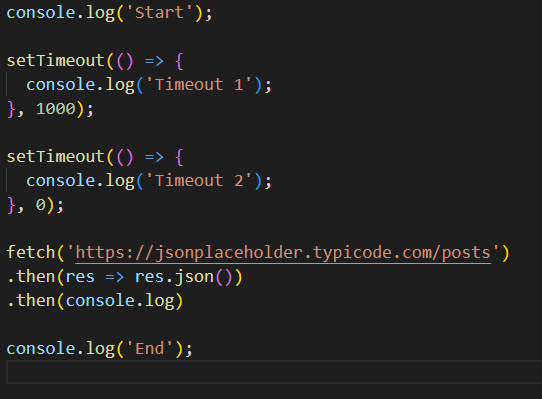 console.log('Start');
setTimeout(() => {
  console.log('Timeout 1');
}, 1000);
setTimeout(() => {
  console.log('Timeout 2');
}, 0);
fetch('https://jsonplaceholder.typicode.com/posts')
.then(res => res.json())
.then(console.log)
console.log('End');